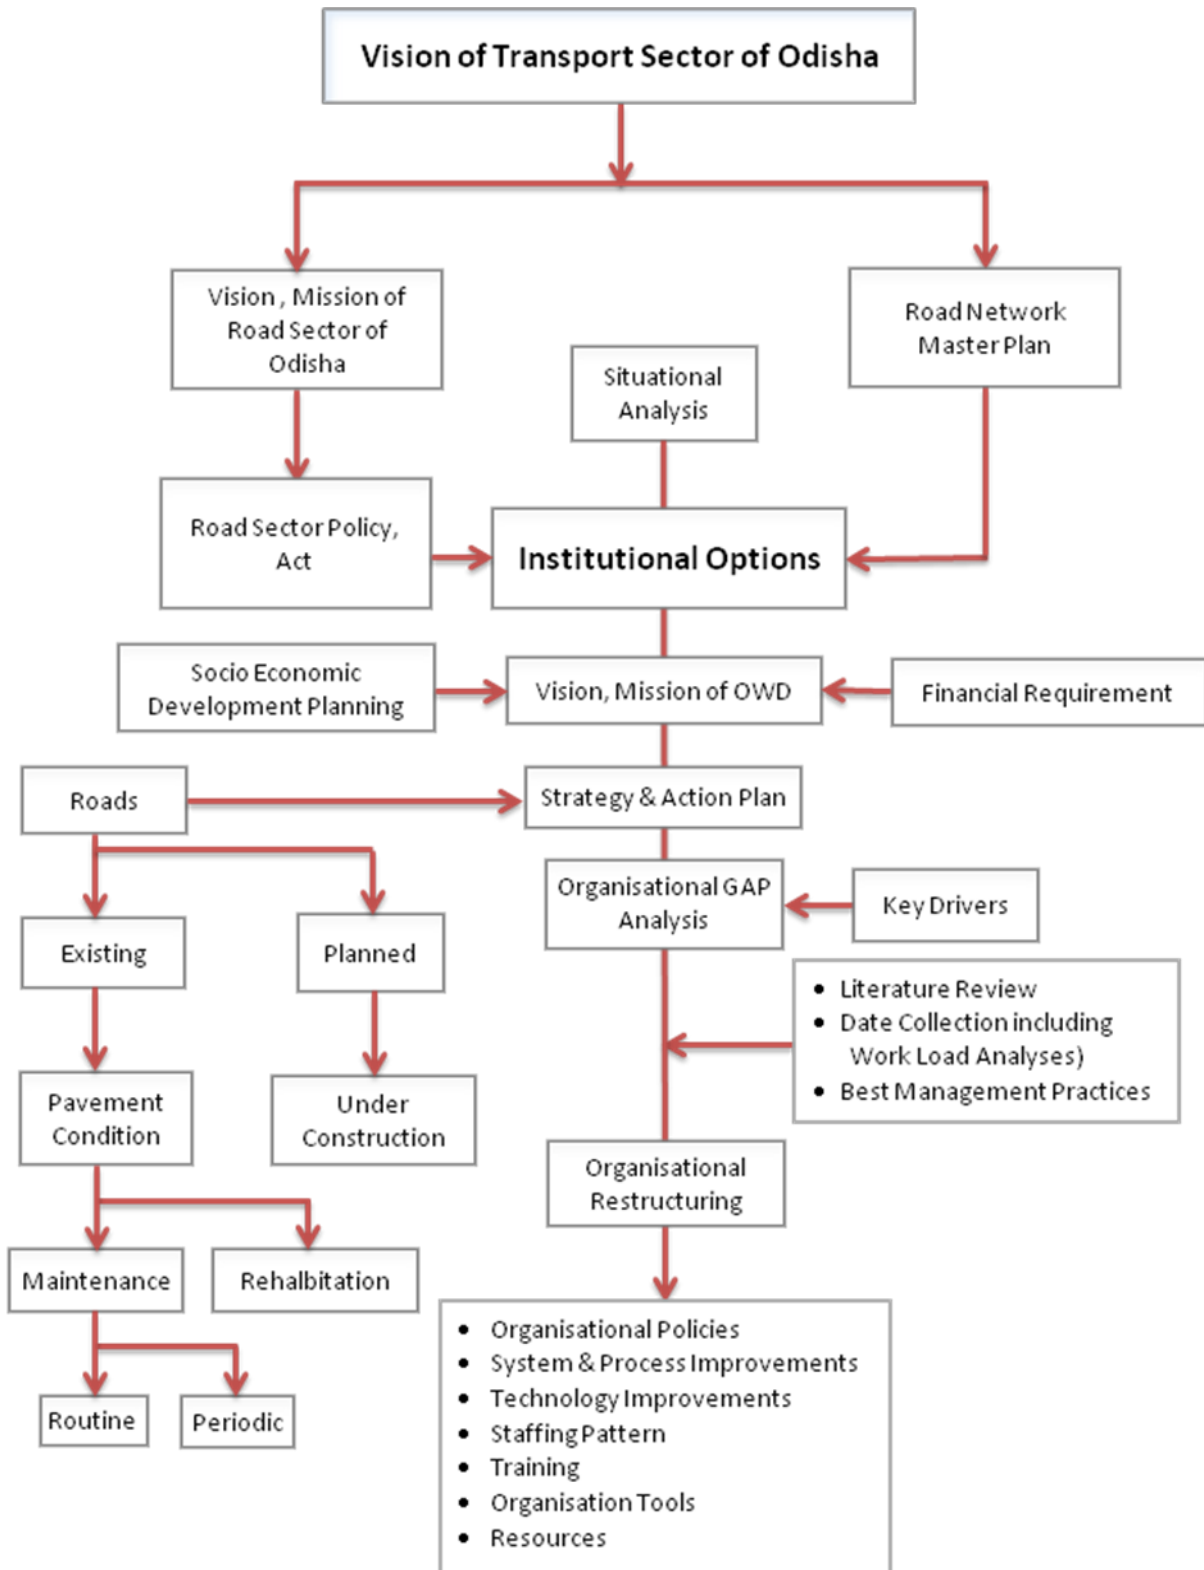 Vision of Transport Sector of Odisha
Vision , Mission of
Road Sector of
Odisha
Road Network
Master Plan
Situational
Analysis
Road Sector Policy,
Act
Institutional Options
Socio Economic
Development Planning
Vision, Mission of OWD
Financial Requirement
Roads
Strategy & Action Plan
Organisational GAP
Analysis
Key Drivers
Existing
Planned
• Literature Review
• Date Collection including
Work Load Analyses)
• Best Management Practices
Pavement
Condition
Under
Construction
Organisational
Restructuring
Maintenance
Rehalbitation
Routine
Periodic
• Organisational Policies
• System & Process Improvements
• Technology Improvements
• Staffing Pattern
• Training
• Organisation Tools
• Resources